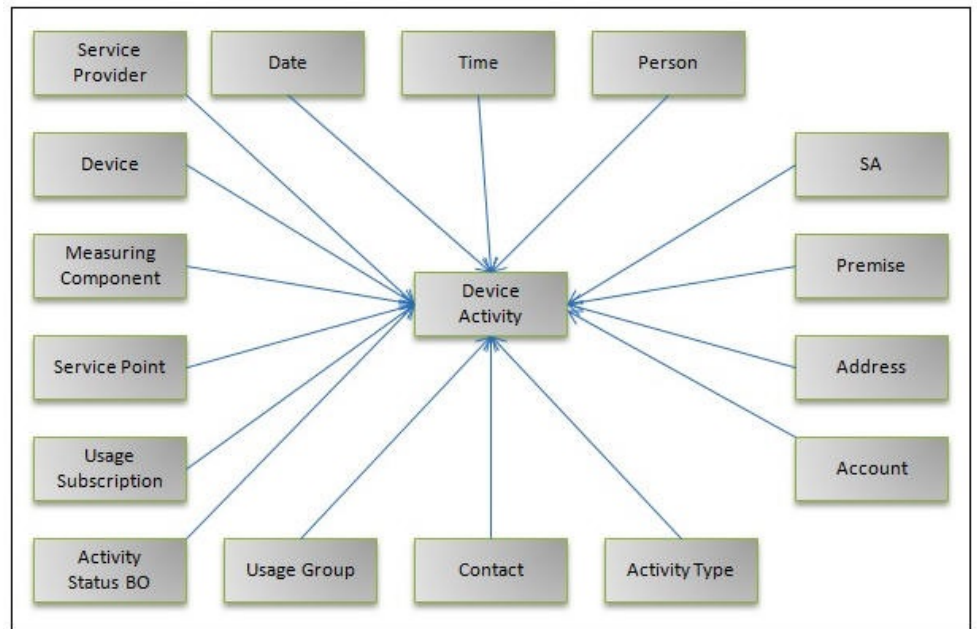 Service
Provider
Date
Time
Person
Device
SA
Measuring
Component
Premise
Device
Activity
Service Point
Address
Usage
Subscription
Account
Activity
Status BO
Usage Group
Contact
Activity Type